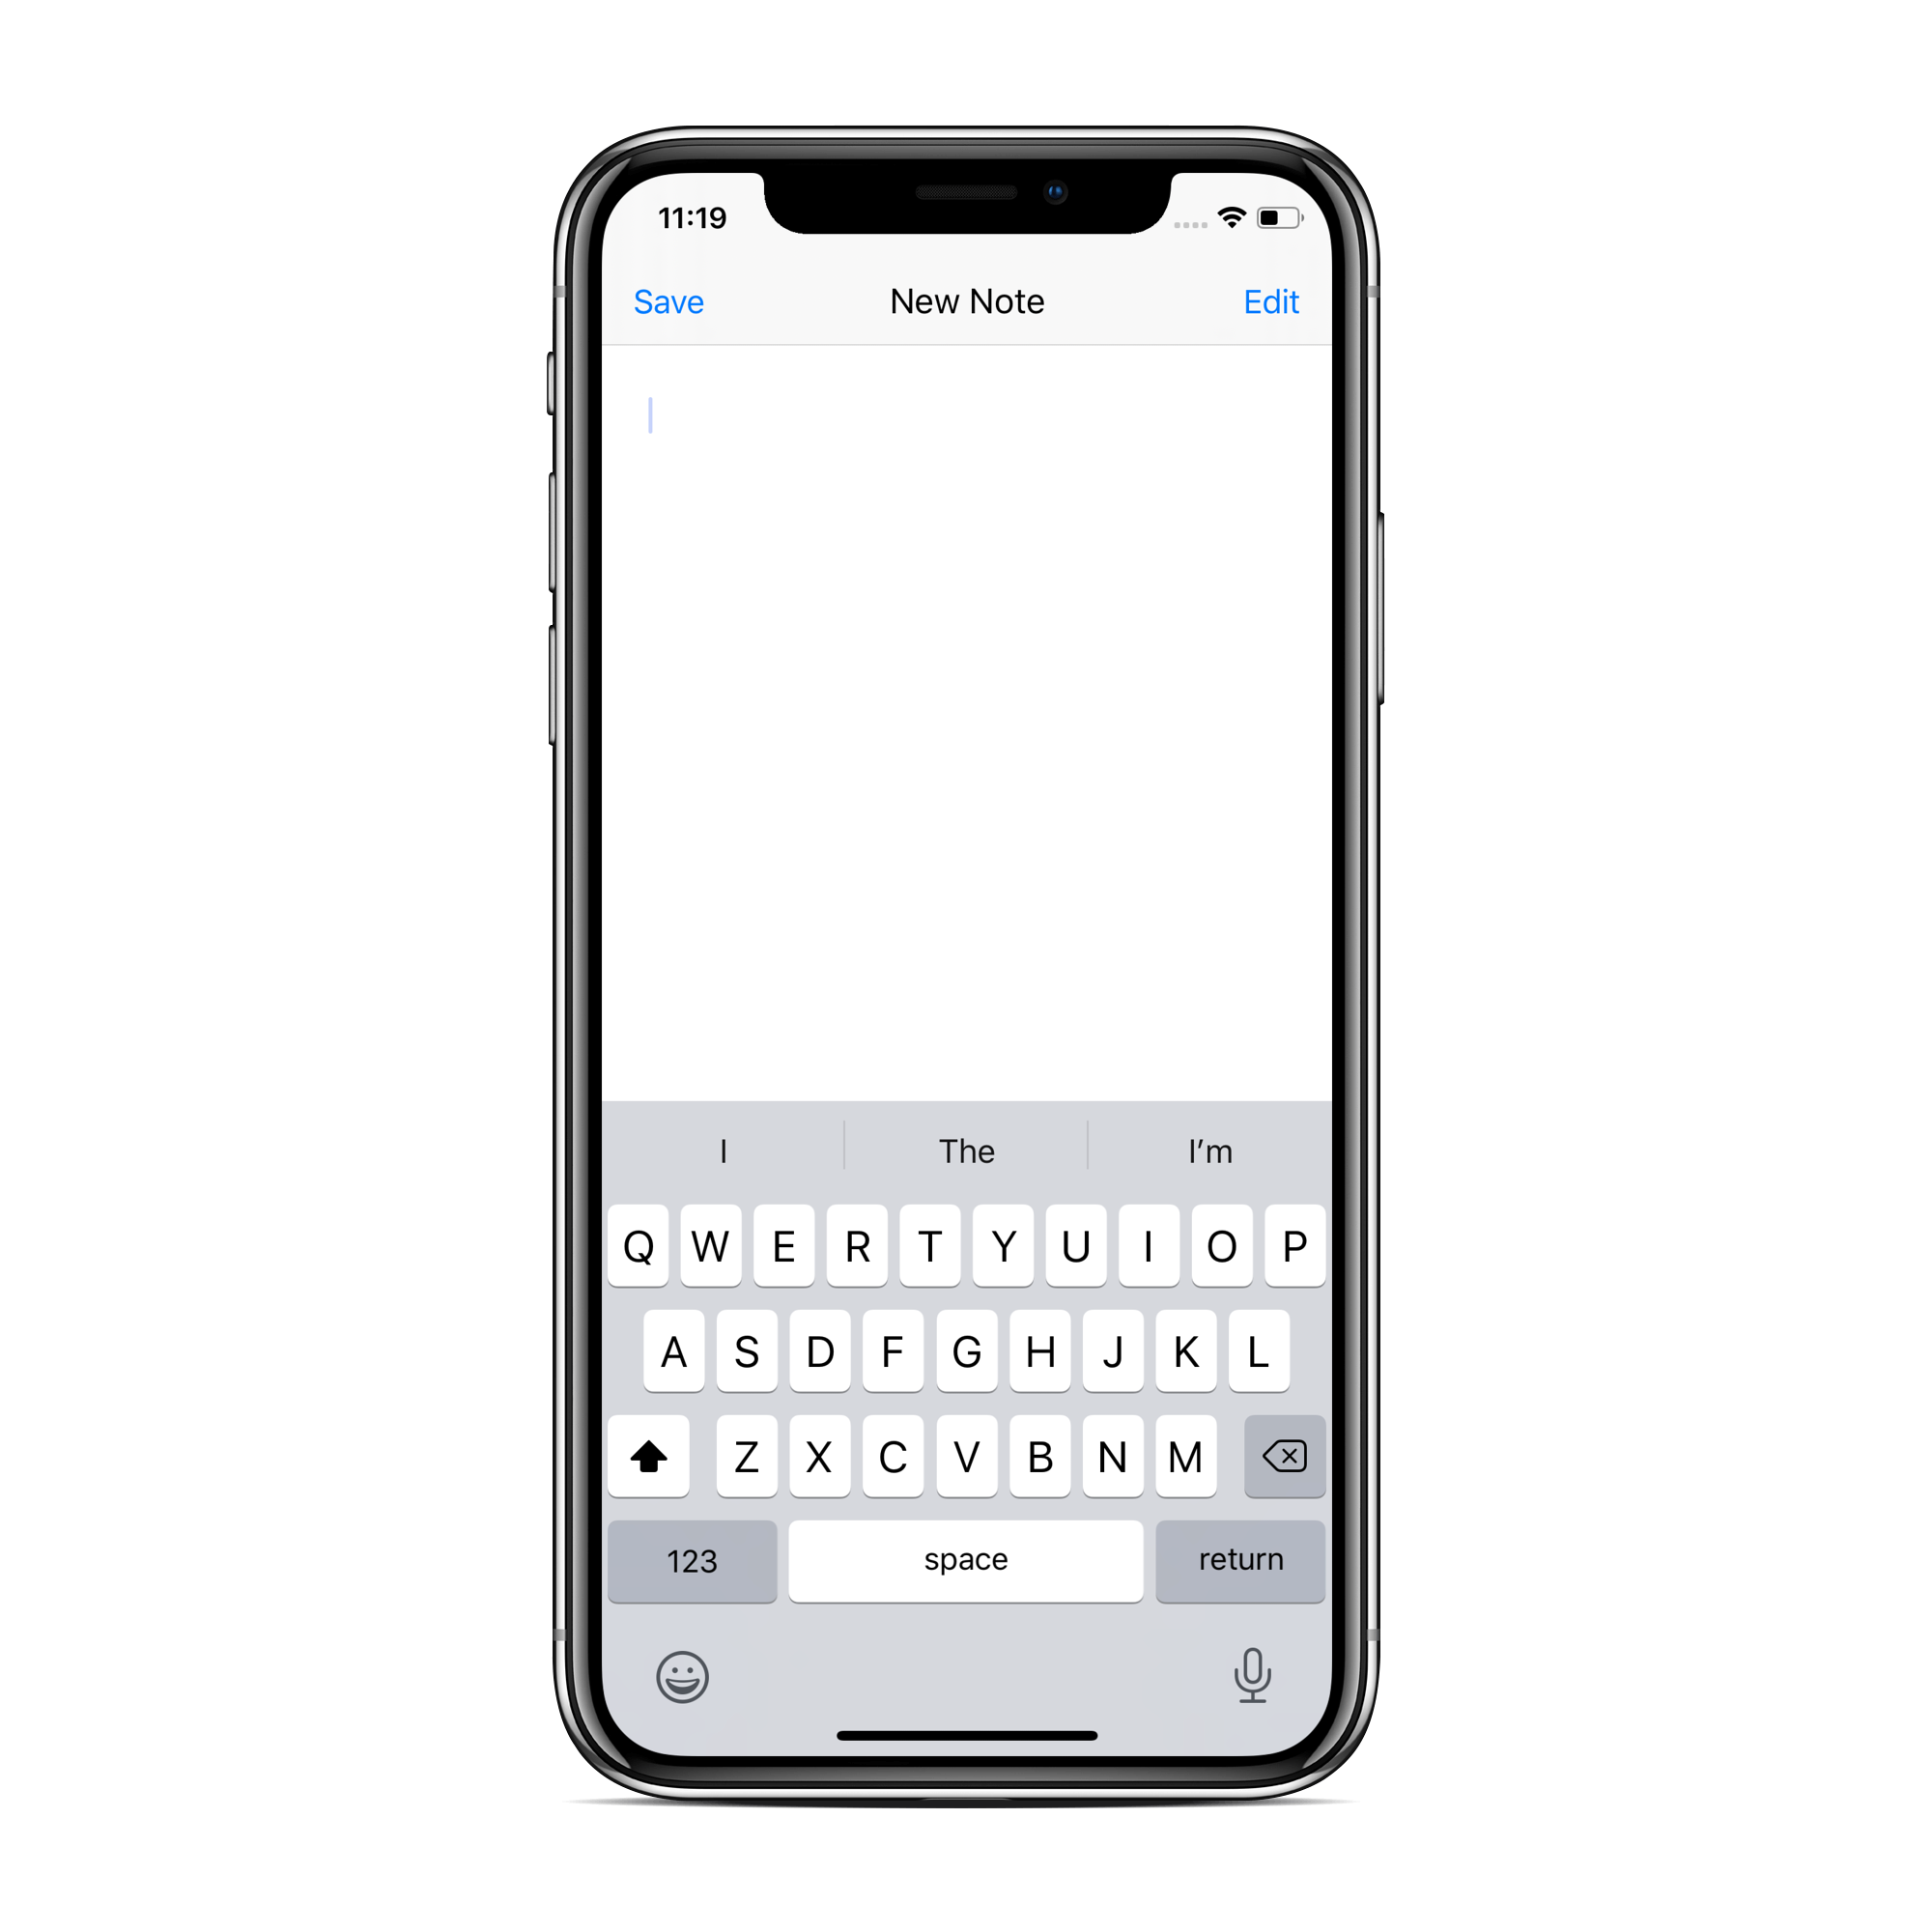 11:19
Save New Note Edit
I The I’m
Q W E R T Y U I O P
A S D F G H J K L
Z X C V B N M
123 space return